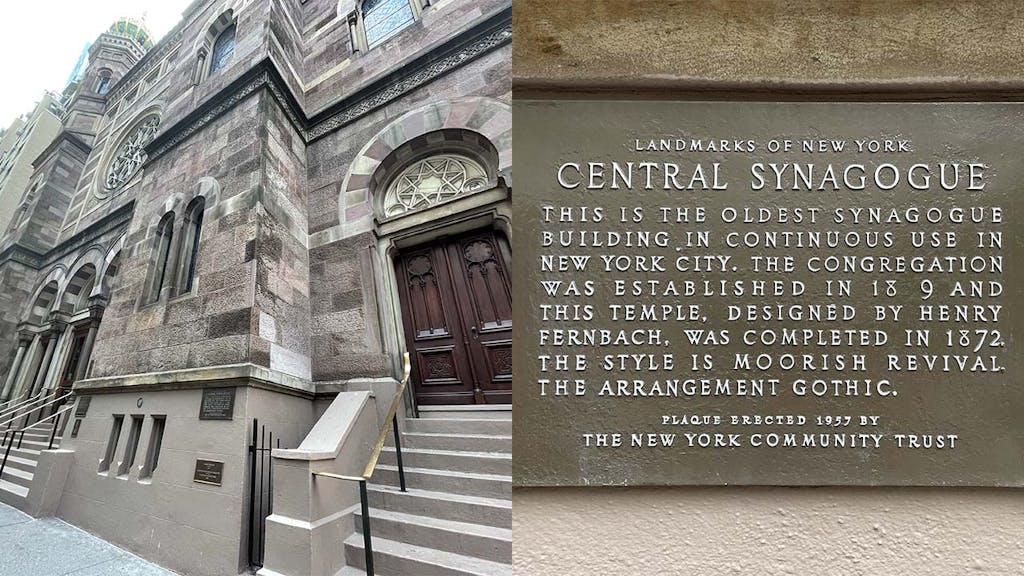 LANDMARKS OF NEW YORK
CENTRAL SYNAGOGUE
THIS IS THE OLDEST SYNAGOGUE
BUILDING IN CONTINUOUS USE IN
NEW YORK CITY. THE CONGREGATION
WAS ESTABLISHED IN 18 9 AND
THIS TEMPLE, DESIGNED BY HENRY
FERNBACH, WAS COMPLETED IN 1872.
THE STYLE IS MOORISH REVIVAL.
THE ARRANGEMENT GOTHIC.
PLAQUE ERECTED 1957 BY
THE NEW YORK COMMUNITY TRUST